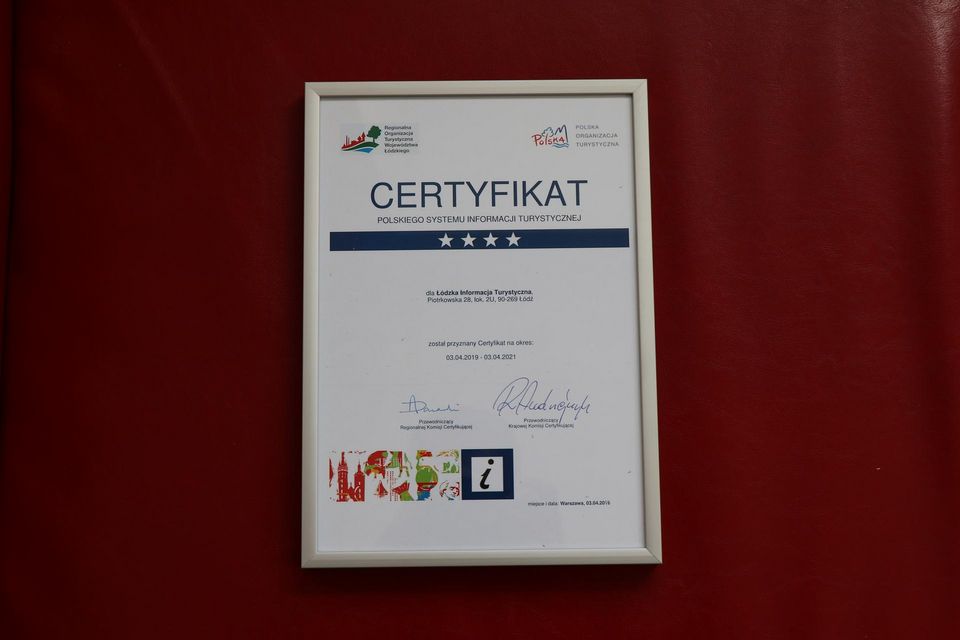 Regionalna
Organizacja
Turystyczna
Województwa
Łódzkiego
POLSKA
POLSKA
ORGANIZACJA
TURYSTYCZNA
CERTYFIKAT
POLSKIEGO SYSTEMU INFORMACJI TURYSTYCZNEJ
dla Łódzka Informacja Turystyczna,
Piotrkowska 28, lok. 2U, 90-269 Łódź
został przyznany Certyfikat na okres:
03.04.2019 - 03.04.2021
Przewodniczący
Regionalnej Komisji Certyfikującej
Przewodniczący
Krajowej Komisji Certyfikującej
i
miejsce i data: Warszawa, 03.04.2019